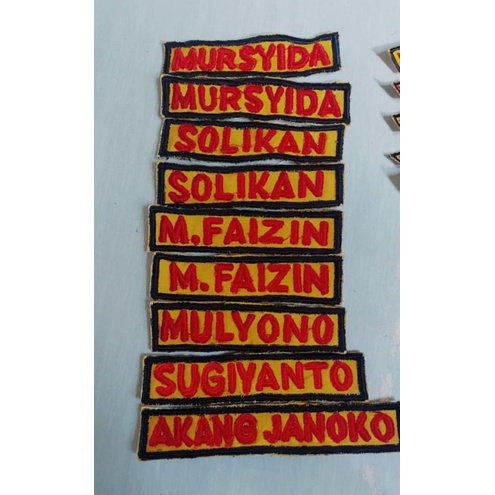 MURSYIDA
MURSYIDA
SOLIKAN
SOLIKAN
M.FAIZIN
M.FAIZIN
MULYONO
SUGIYANTO
AKANG JANOKO